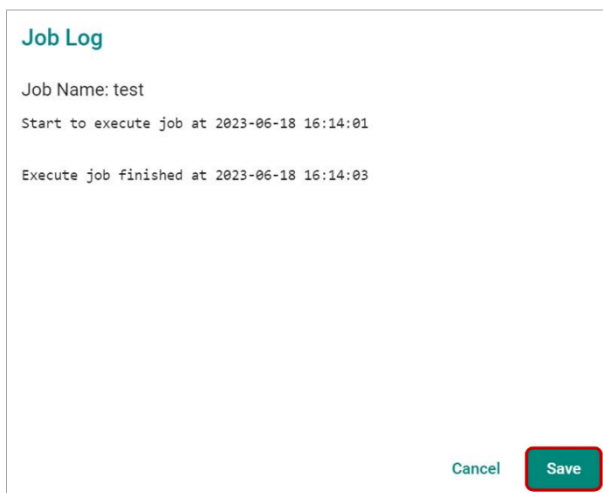 Job Log
Job Name: test
Start to execute job at 2023-06-18 16:14:01
Execute job finished at 2023-06-18 16:14:03
Cancel
Save